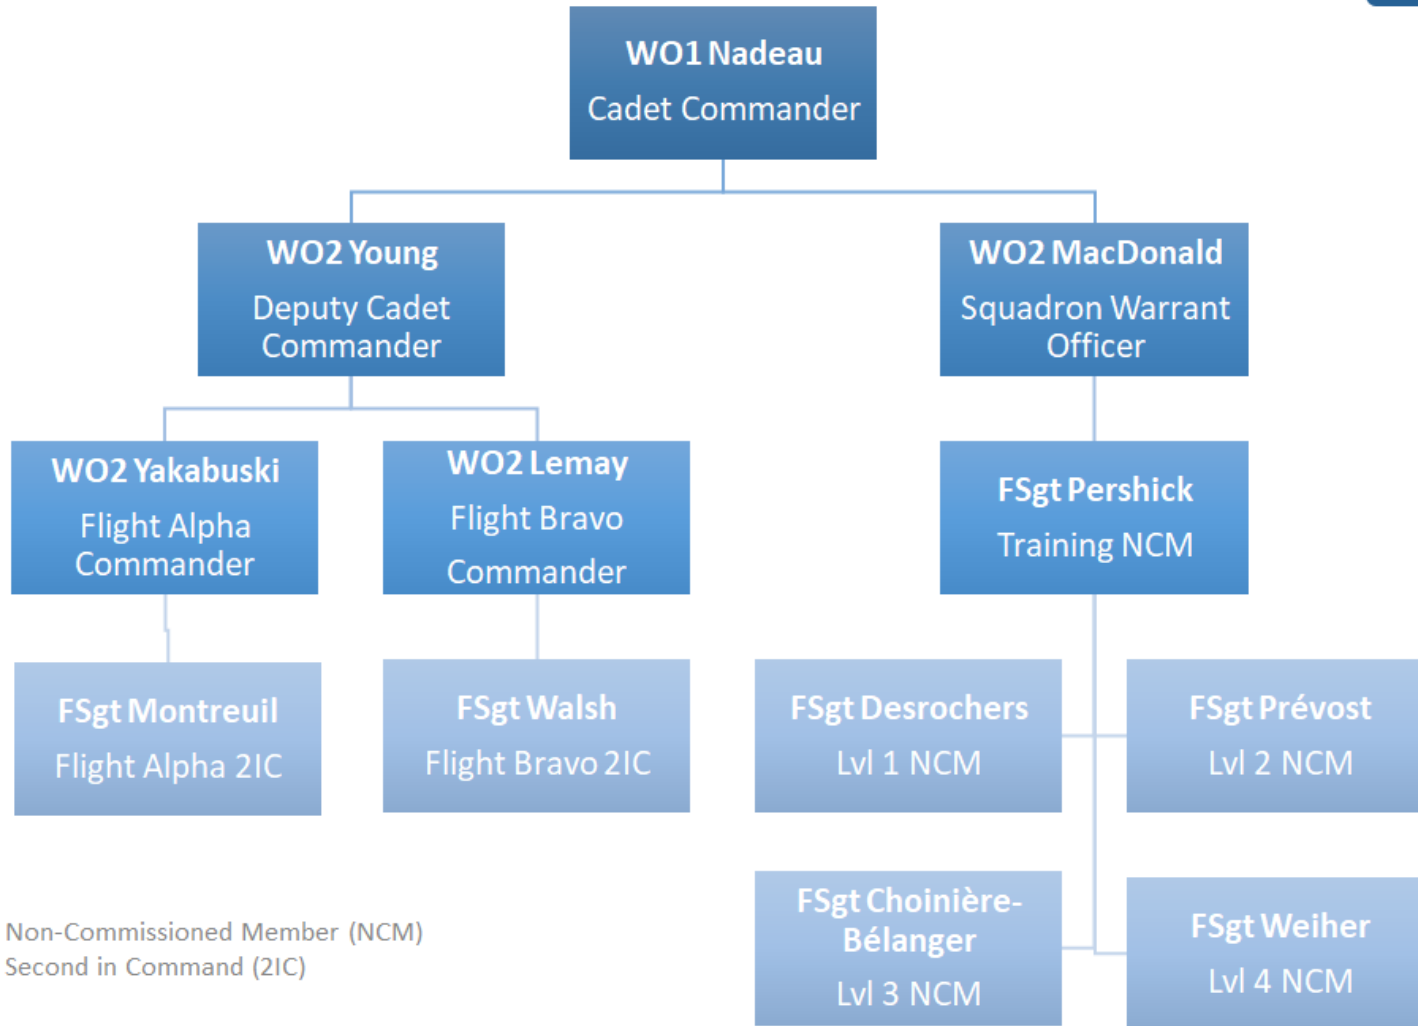 WO1 Nadeau
Cadet Commander
WO2 Young
Deputy Cadet
Commander
WO2 MacDonald
Squadron Warrant
Officer
WO2 Yakabuski
Flight Alpha
Commander
WO2 Lemay
Flight Bravo
Commander
FSgt Pershick
Training NCM
FSgt Montreuil
Flight Alpha 2IC
FSgt Walsh
Flight Bravo 2IC
FSgt Desrochers
Lvl 1 NCM
FSgt Prévost
Lvl 2 NCM
FSgt Choinière-
Bélanger
Lvl 3 NCM
FSgt Weiher
Lvl 4 NCM
Non-Commissioned Member (NCM)
Second in Command (2IC)